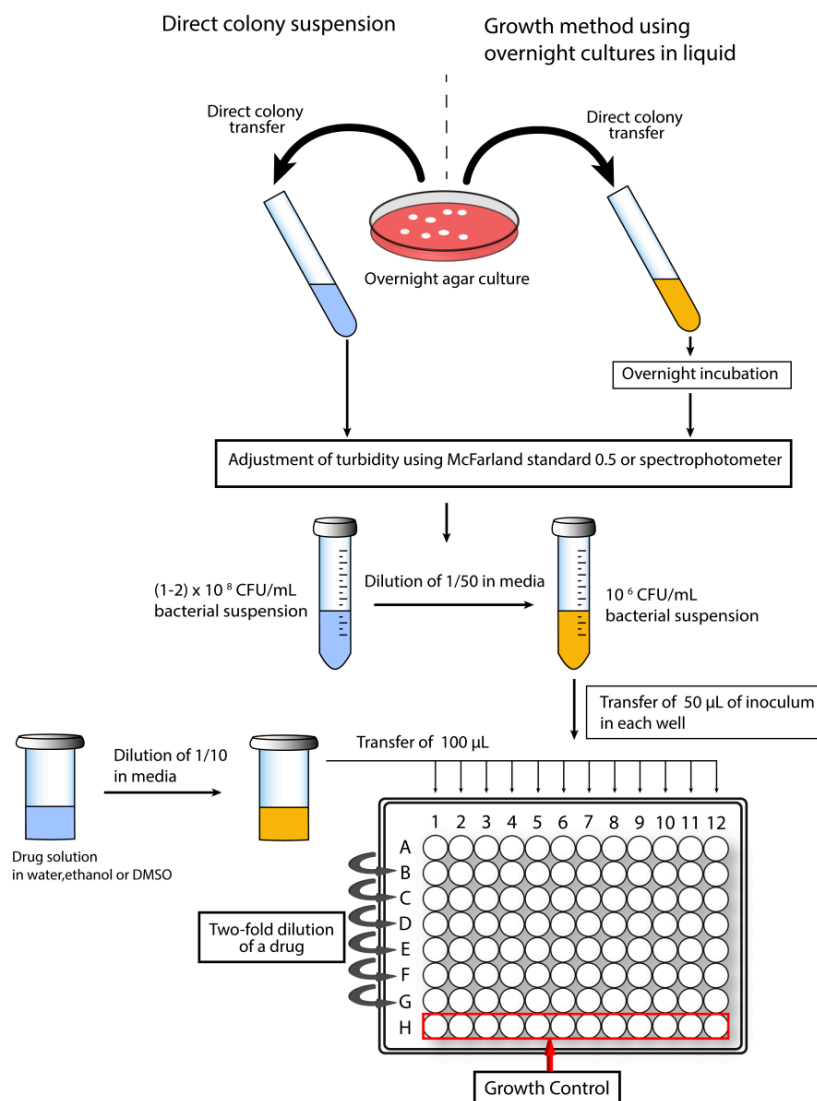 Direct colony suspension
Growth method using
overnight cultures in liquid
Direct colony
transfer
Direct colony
transfer
Overnight agar culture
Overnight incubation
Adjustment of turbidity using McFarland standard 0.5 or spectrophotometer
(1-2) x 10 ⁸ CFU/mL
bacterial suspension
Dilution of 1/50 in media
10 ⁶ CFU/mL
bacterial suspension
Transfer of 50 µL of inoculum
in each well
Dilution of 1/10
in media
Transfer of 100 µL
Drug solution
in water,ethanol or DMSO
1 2 3 4 5 6 7 8 9 10 11 12
A
B
C
D
E
F
G
H
Two-fold dilution
of a drug
Growth Control